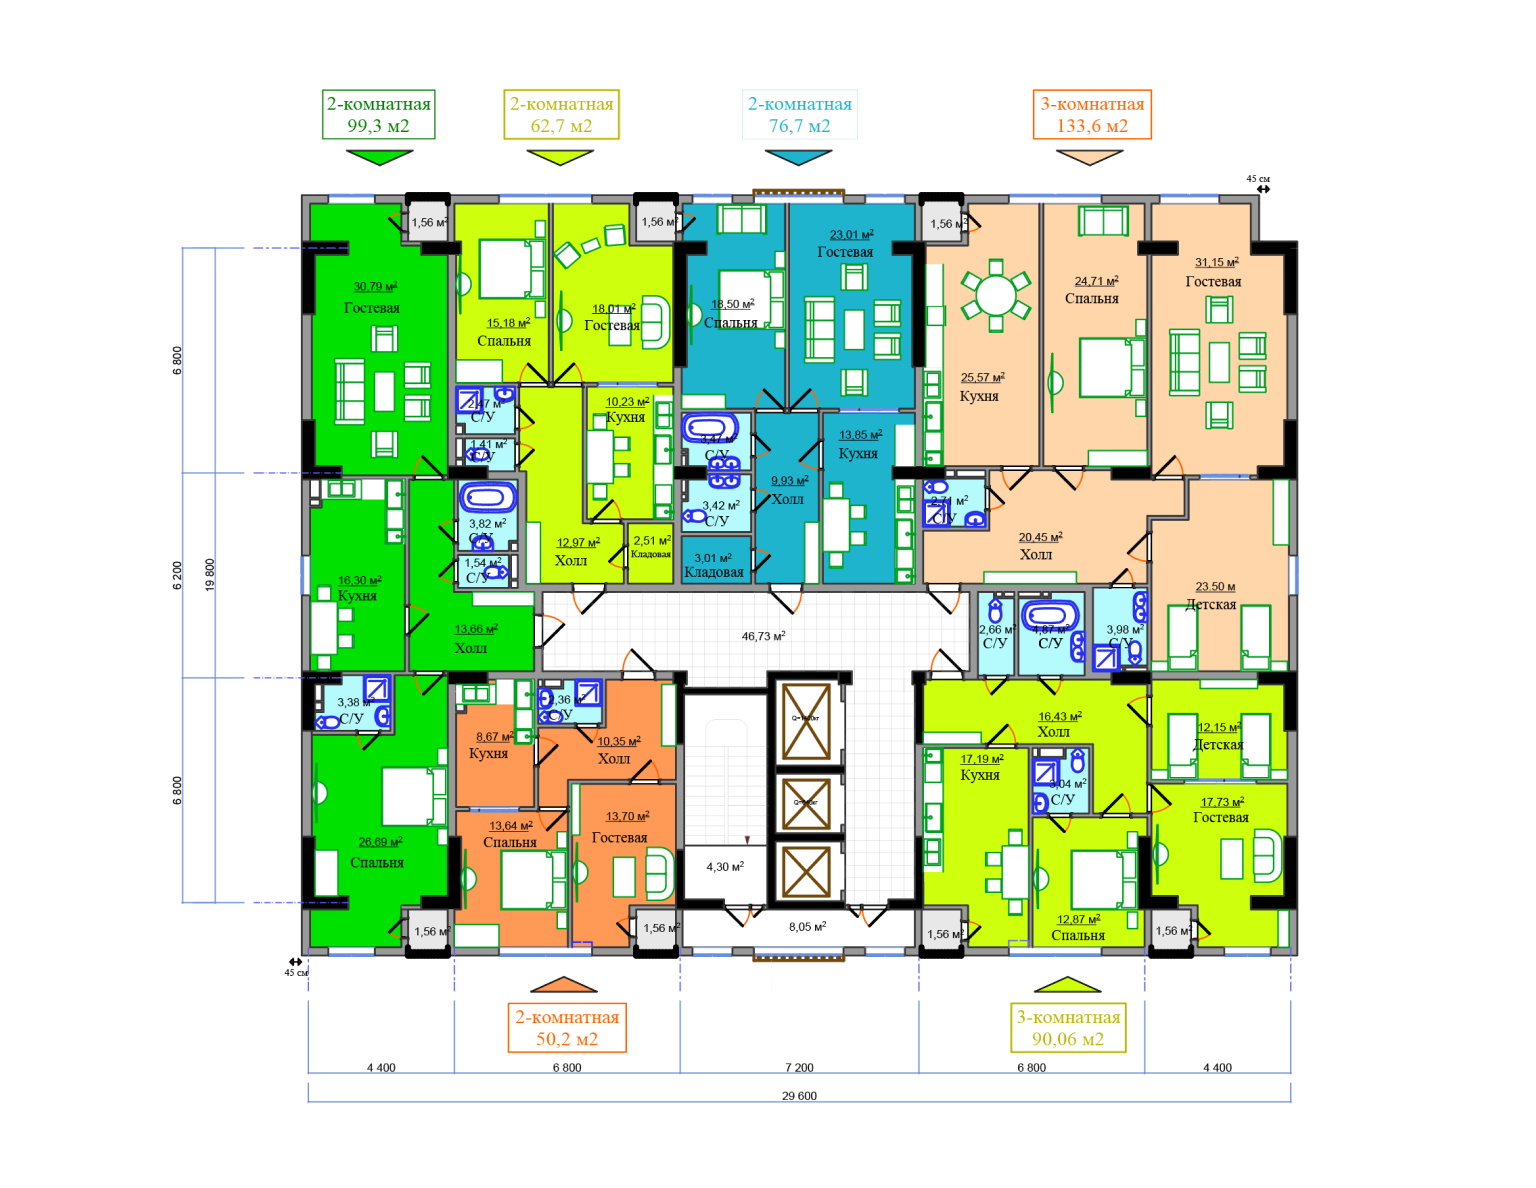 2-комнатная
99,3 м2
2-комнатная
62,7 м2
2-комнатная
76,7 м2
3-комнатная
133,6 м2
45 см
1,56 м²
1,56 м²
1,56 м²
30,79 м²
Гостевая
15,18 м²
Спальня
18,01 м²
Гостевая
18,50 м²
Спальня
23,01 м²
Гостевая
25,57 м²
Кухня
24,71 м²
Спальня
31,15 м²
Гостевая
2,47 м²
С/У
1,41 м²
С/У
10,23 м²
Кухня
3,47 м²
С/У
13,85 м²
Кухня
9,93 м²
Холл
3,42 м²
С/У
3,01 м²
Кладовая
2,71 м²
С/У
20,45 м²
Холл
3,82 м²
С/У
1,54 м²
С/У
12,97 м²
Холл
2,51 м²
Кладовая
16,30 м²
Кухня
13,66 м²
Холл
46,73 м²
2,66 м²
С/У
4,87 м²
С/У
3,98 м²
С/У
23.50 м
Детская
3,38 м²
С/У
8,67 м²
Кухня
2,36 м²
С/У
10,35 м²
Холл
16,43 м²
Холл
12,15 м²
Детская
17,19 м²
Кухня
3,04 м²
С/У
17,73 м²
Гостевая
26,69 м²
Спальня
13,64 м²
Спальня
13,70 м²
Гостевая
4,30 м²
8,05 м²
12,87 м²
Спальня
1,56 м²
1,56 м²
1,56 м²
1,56 м²
45 см
6 800
6 200
19 800
6 800
2-комнатная
50,2 м2
3-комнатная
90,06 м2
4 400
6 800
7 200
6 800
4 400
29 600